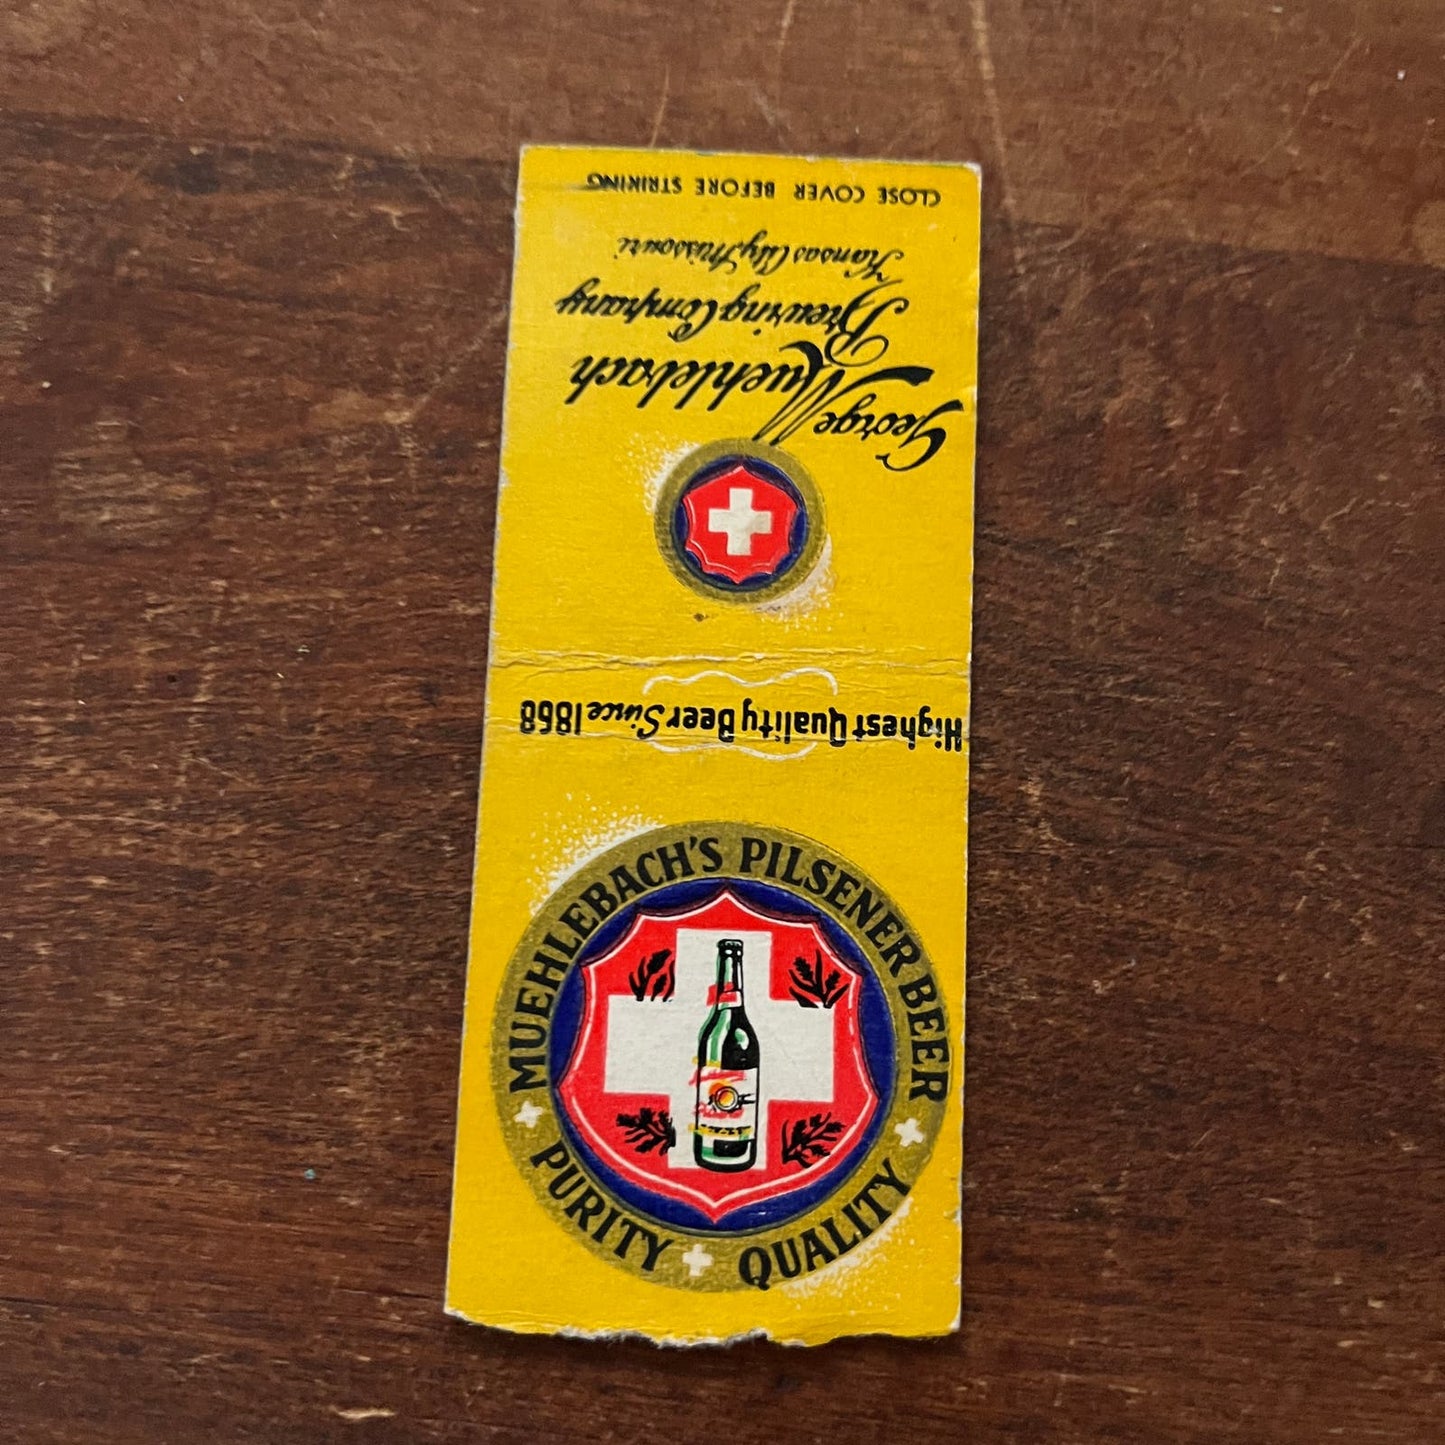 CLOSE COVER BEFORE STRIKING
George
Muehlebach
Brewing Company
Kansas City, Missouri
Highest Quality Beer Since 1868
MUEHLEBACH'S PILSENER BEER
PURITY + QUALITY